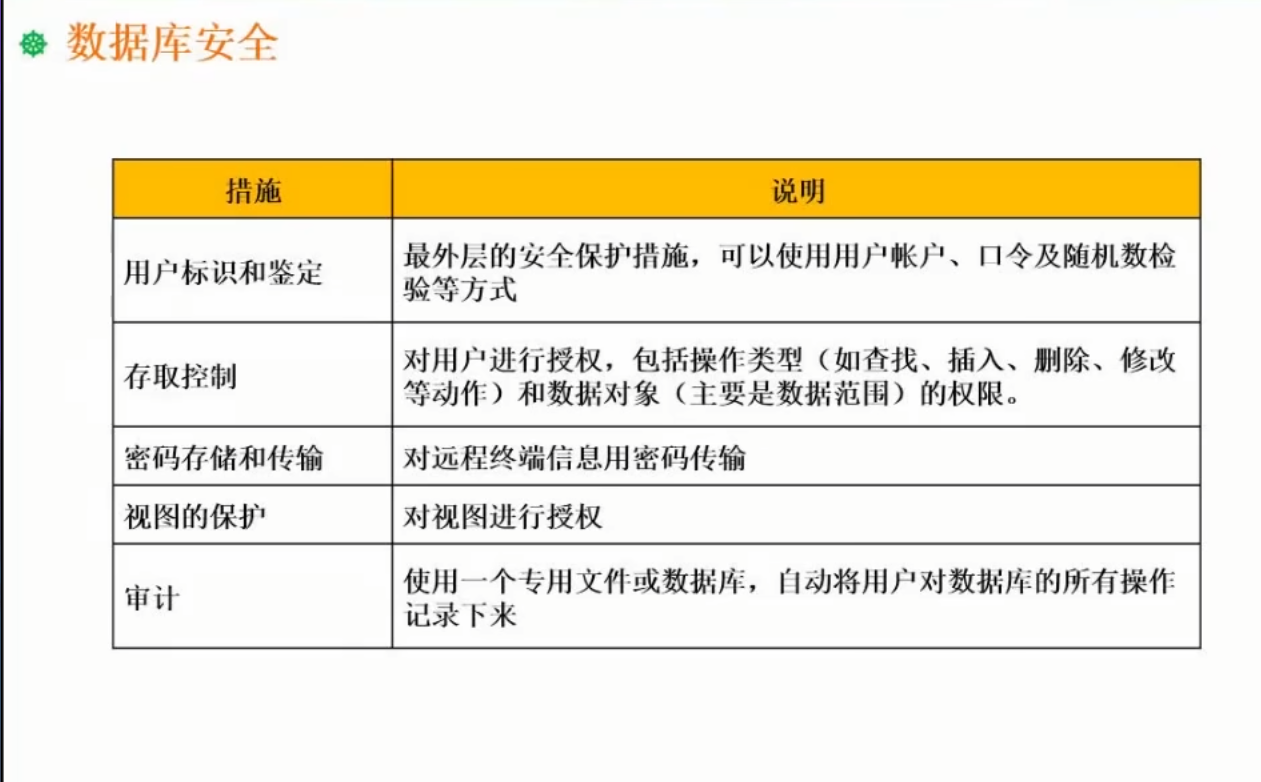 数据库安全
措施
说明
用户标识和鉴定
最外层的安全保护措施，可以使用用户帐户、口令及随机数检
验等方式
存取控制
对用户进行授权，包括操作类型（如查找、插入、删除、修改
等动作）和数据对象（主要是数据范围）的权限。
密码存储和传输
对远程终端信息用密码传输
视图的保护
对视图进行授权
审计
使用一个专用文件或数据库，自动将用户对数据库的所有操作
记录下来